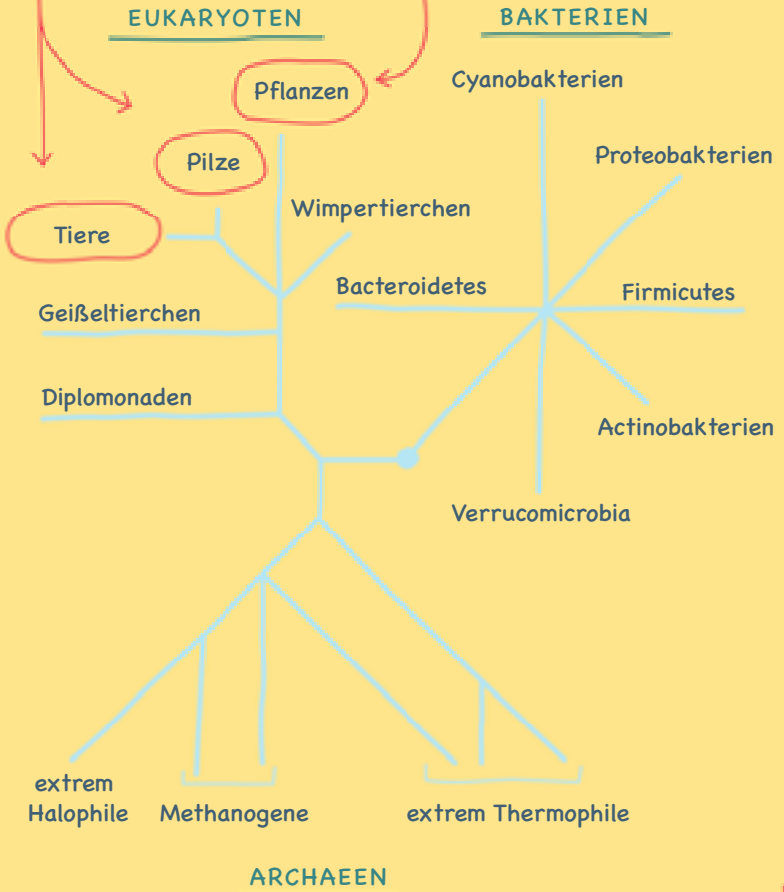 EUKARYOTEN
BAKTERIEN
Pflanzen
Cyanobakterien
Pilze
Proteobakterien
Wimpertierchen
Tiere
Bacteroidetes
Firmicutes
Geißeltierchen
Diplomonaden
Actinobakterien
Verrucomicrobia
extrem
Halophile
Methanogene
extrem Thermophile
ARCHAEEN